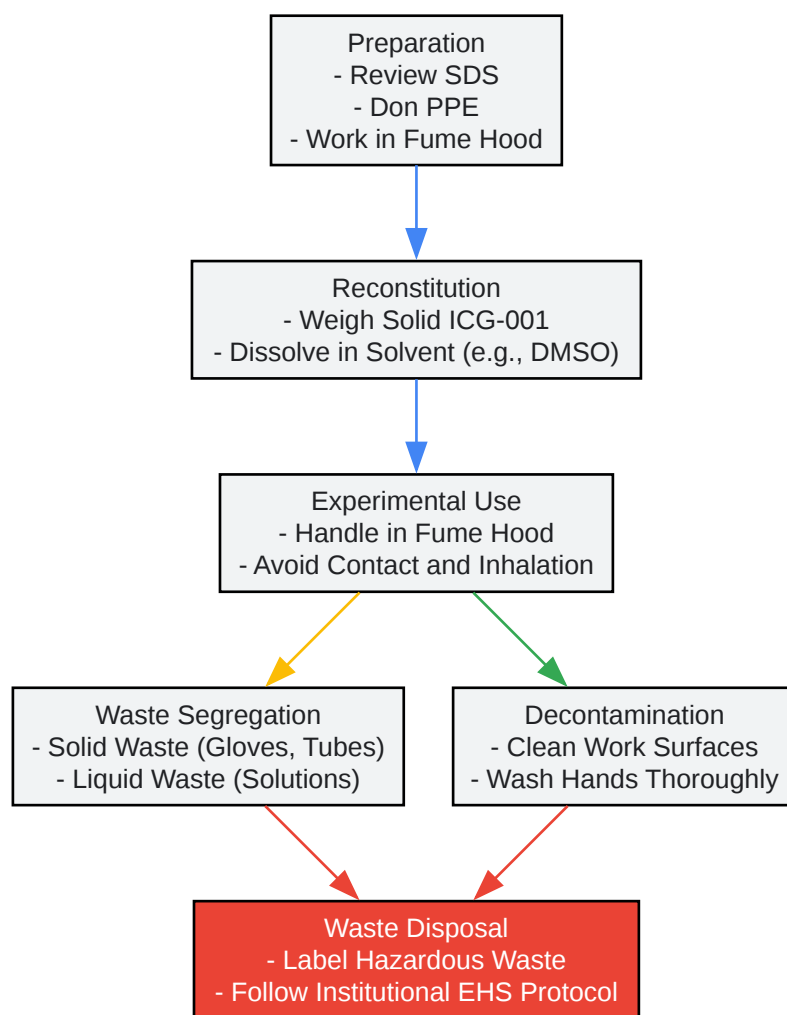 Preparation
- Review SDS
- Don PPE
- Work in Fume Hood
Reconstitution
- Weigh Solid ICG-001
- Dissolve in Solvent (e.g., DMSO)
Experimental Use
- Handle in Fume Hood
- Avoid Contact and Inhalation
Waste Segregation
- Solid Waste (Gloves, Tubes)
- Liquid Waste (Solutions)
Decontamination
- Clean Work Surfaces
- Wash Hands Thoroughly
Waste Disposal
- Label Hazardous Waste
- Follow Institutional EHS Protocol